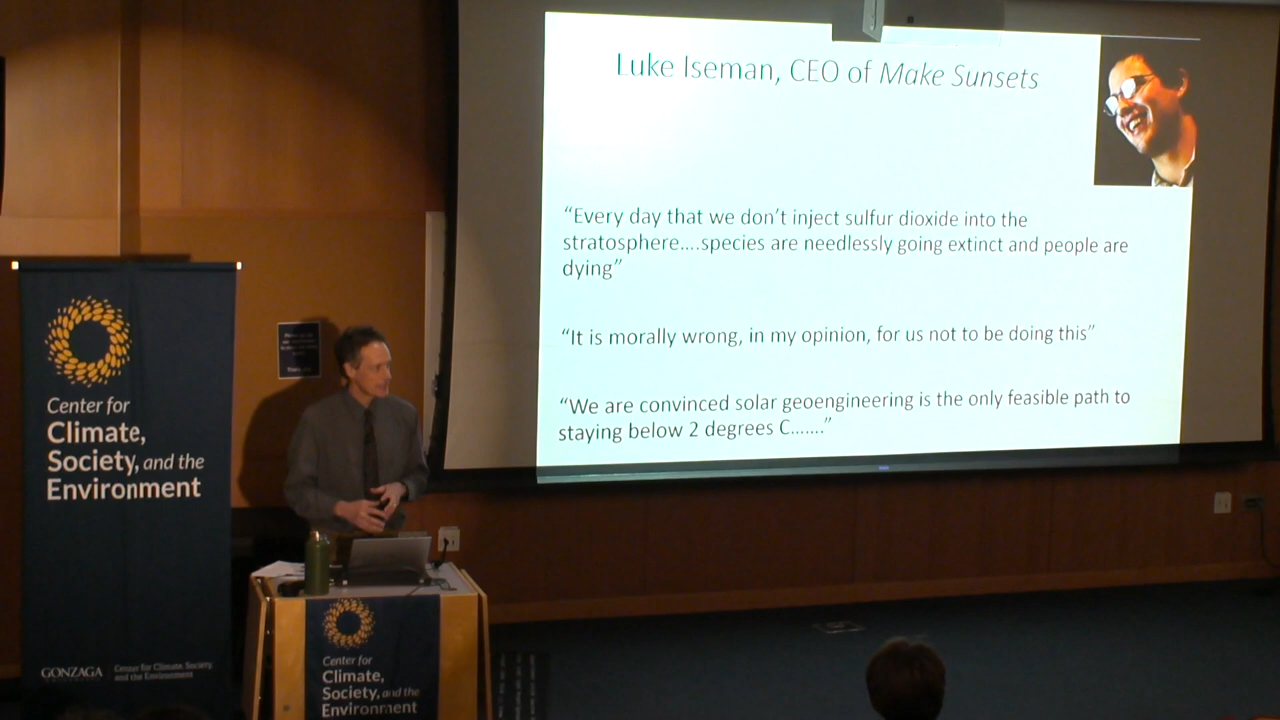 Luke Iseman, CEO of Make Sunsets
“Every day that we don’t inject sulfur dioxide into the
stratosphere....species are needlessly going extinct and people are
dying”
“It is morally wrong, in my opinion, for us not to be doing this”
“We are convinced solar geoengineering is the only feasible path to
staying below 2 degrees C.......”
Center for
Climate,
Society, and the
Environment
GONZAGA
Center for Climate, Society,
and the Environment
Center for
Climate,
Society, and the
Environment